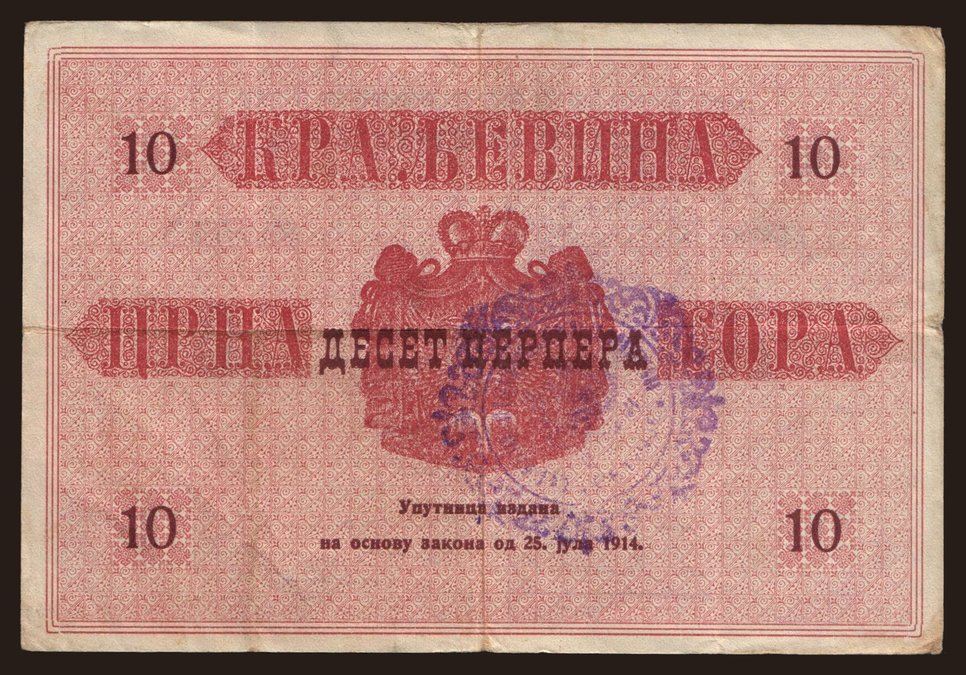 10 КРАЉЕВИНА 10
ЦРНА ГОРА
ДЕСЕТ ПЕРПЕРА
Упутница издана
на основу закона од 25. јула 1914.
10 10